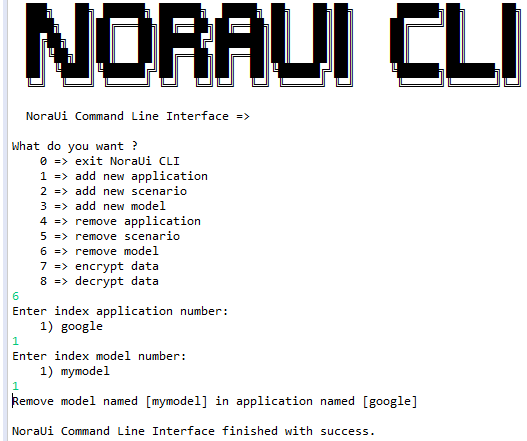 NORAUI CLI
NoraUi Command Line Interface =>
What do you want ?
0 => exit NoraUi CLI
1 => add new application
2 => add new scenario
3 => add new model
4 => remove application
5 => remove scenario
6 => remove model
7 => encrypt data
8 => decrypt data
6
Enter index application number:
1) google
1
Enter index model number:
1) mymodel
1
Remove model named [mymodel] in application named [google]
NoraUi Command Line Interface finished with success.